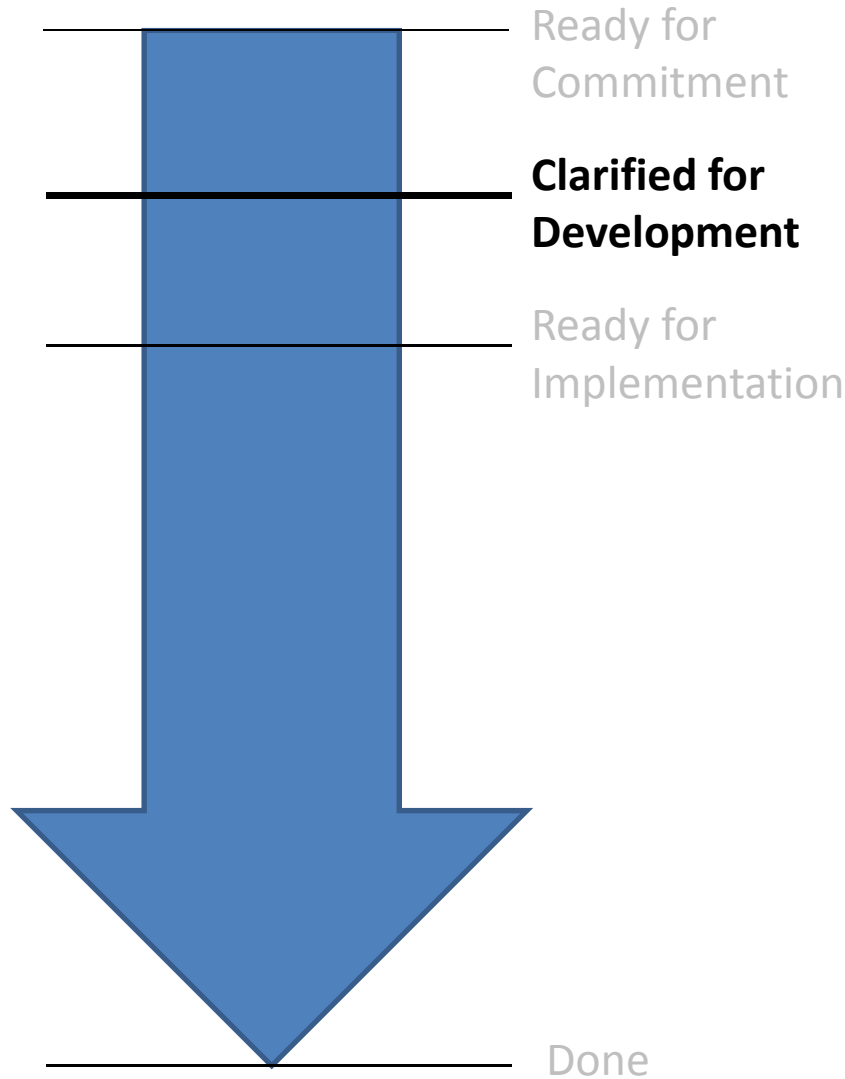 Ready for
Commitment
Clarified for
Development
Ready for
Implementation
Done